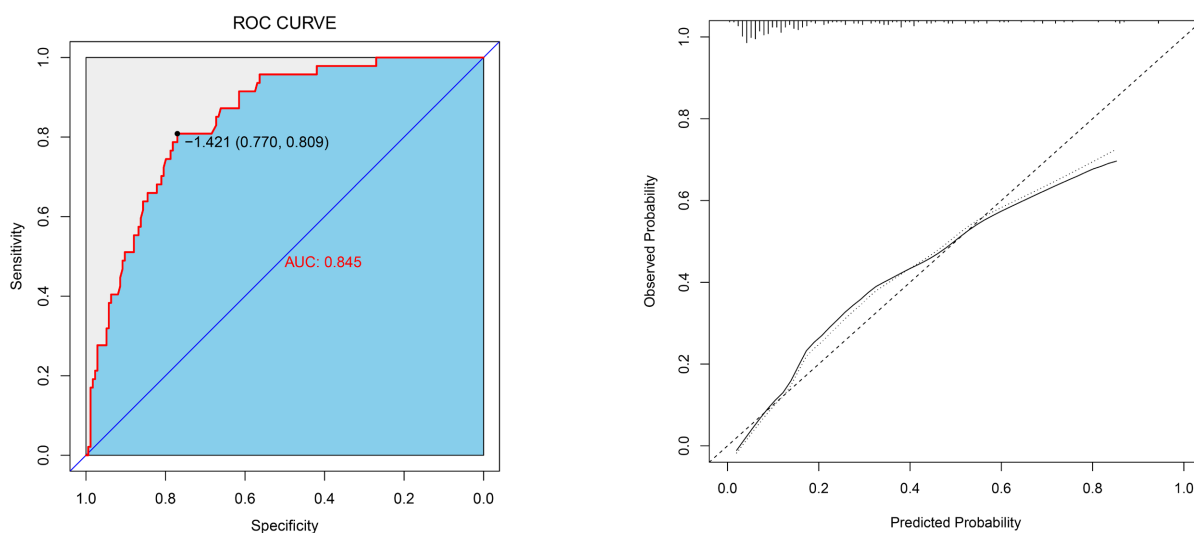 ROC CURVE
Sensitivity
1.0
0.8
0.6
0.4
0.2
0.0
−1.421 (0.770, 0.809)
AUC: 0.845
1.0 0.8 0.6 0.4 0.2 0.0
Specificity
Observed Probability
1.0
0.8
0.6
0.4
0.2
0.0
0.0 0.2 0.4 0.6 0.8 1.0
Predicted Probability